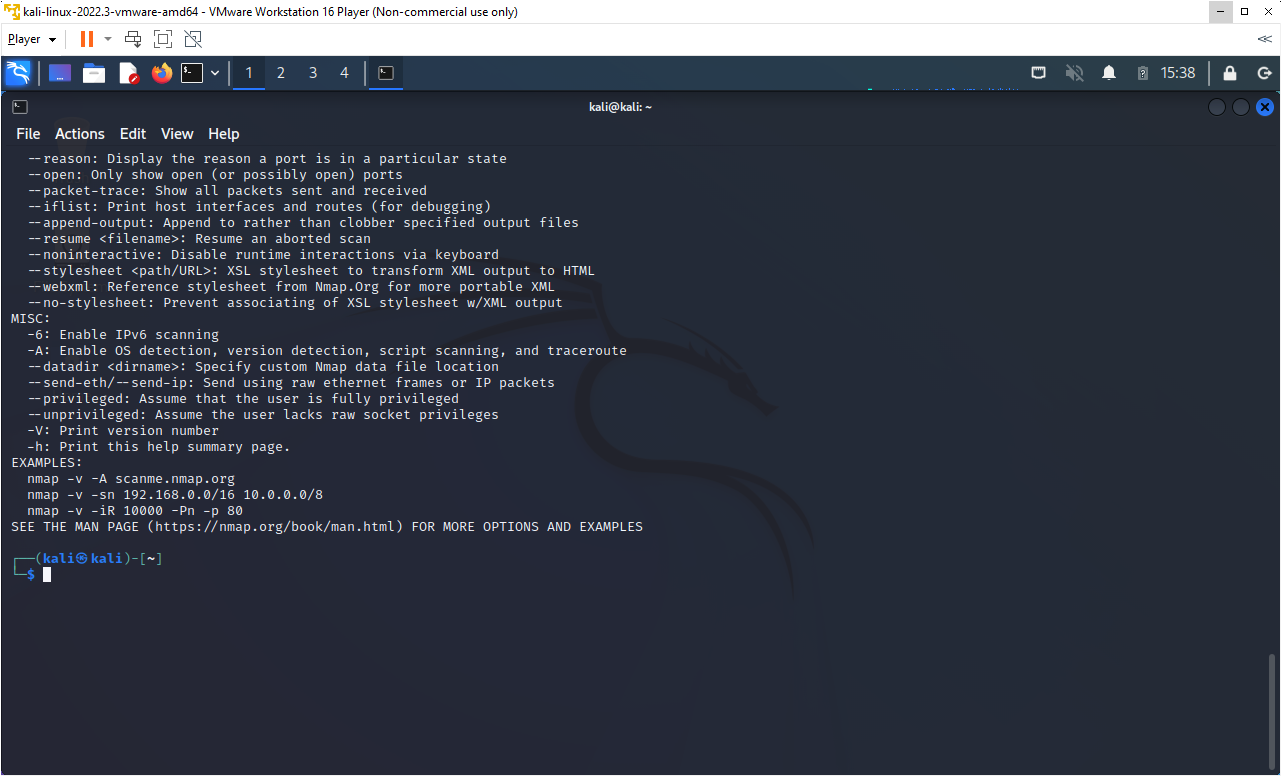 kali-linux-2022.3-vmware-amd64 - VMware Workstation 16 Player (Non-commercial use only)
Player
1 2 3 4 15:38
kali@kali: ~
File Actions Edit View Help
--reason: Display the reason a port is in a particular state
--open: Only show open (or possibly open) ports
--packet-trace: Show all packets sent and received
--iflist: Print host interfaces and routes (for debugging)
--append-output: Append to rather than clobber specified output files
--resume <filename>: Resume an aborted scan
--noninteractive: Disable runtime interactions via keyboard
--stylesheet <path/URL>: XSL stylesheet to transform XML output to HTML
--webxml: Reference stylesheet from Nmap.Org for more portable XML
--no-stylesheet: Prevent associating of XSL stylesheet w/XML output
MISC:
-6: Enable IPv6 scanning
-A: Enable OS detection, version detection, script scanning, and traceroute
--datadir <dirname>: Specify custom Nmap data file location
--send-eth/--send-ip: Send using raw ethernet frames or IP packets
--privileged: Assume that the user is fully privileged
--unprivileged: Assume the user lacks raw socket privileges
-V: Print version number
-h: Print this help summary page.
EXAMPLES:
nmap -v -A scanme.nmap.org
nmap -v -sn 192.168.0.0/16 10.0.0.0/8
nmap -v -iR 10000 -Pn -p 80
SEE THE MAN PAGE (https://nmap.org/book/man.html) FOR MORE OPTIONS AND EXAMPLES
┌──(kali㉿kali)-[~]
└─$